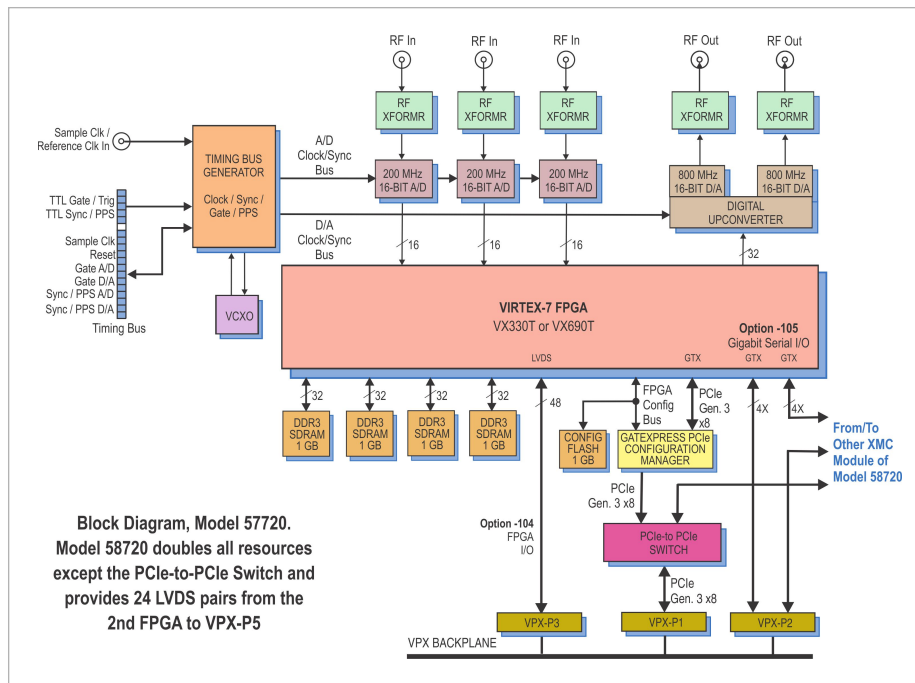 RF In
RF In
RF In
RF Out
RF Out
RF
XFORMR
RF
XFORMR
RF
XFORMR
RF
XFORMR
RF
XFORMR
Sample Clk /
Reference Clk In
TIMING BUS
GENERATOR
Clock / Sync /
Gate / PPS
A/D
Clock/Sync
Bus
200 MHz
16-BIT A/D
200 MHz
16-BIT A/D
200 MHz
16-BIT A/D
800 MHz
16-BIT D/A
800 MHz
16-BIT D/A
DIGITAL
UPCONVERTER
TTL Gate / Trig
TTL Sync / PPS
Sample Clk
Reset
Gate A/D
Gate D/A
Sync / PPS A/D
Sync / PPS D/A
Timing Bus
D/A
Clock/Sync
Bus
16
16
16
32
VCXO
VIRTEX-7 FPGA
VX330T or VX690T
Option -105
Gigabit Serial I/O
LVDS
GTX
GTX
GTX
32
32
32
32
48
FPGA
Config
Bus
PCIe
Gen. 3
x8
4X
4X
DDR3
SDRAM
1 GB
DDR3
SDRAM
1 GB
DDR3
SDRAM
1 GB
DDR3
SDRAM
1 GB
CONFIG
FLASH
1 GB
GATEXPRESS PCIe
CONFIGURATION
MANAGER
From/To
Other XMC
Module of
Model 58720
PCIe
Gen. 3 x8
Option -104
FPGA
I/O
PCIe-to PCIe
SWITCH
PCIe
Gen. 3 x8
Block Diagram, Model 57720.
Model 58720 doubles all resources
except the PCIe-to-PCIe Switch and
provides 24 LVDS pairs from the
2nd FPGA to VPX-P5
VPX-P3
VPX-P1
VPX-P2
VPX BACKPLANE